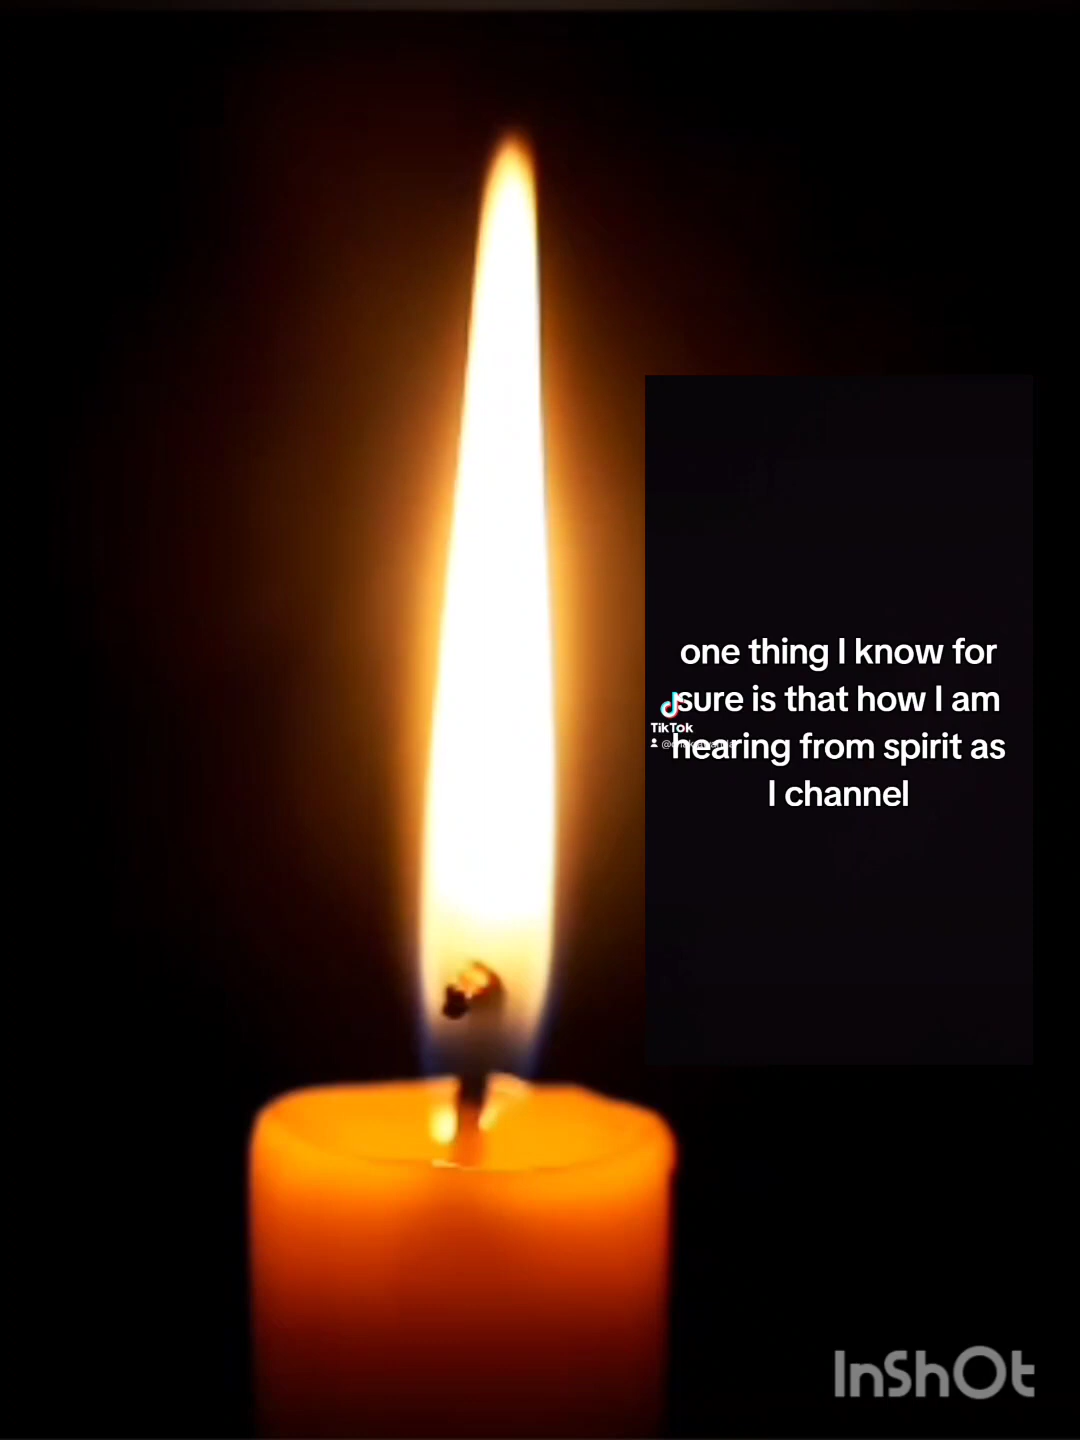 one thing I know for
sure is that how I am
hearing from spirit as
I channel
TikTok
InShOt